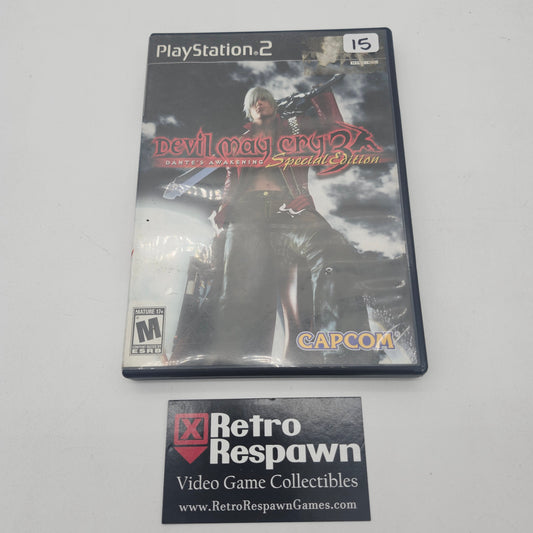 PlayStation.2
15
Devil may cry 3
DANTE'S AWAKENING Special Edition
MATURE 17+
M
ESRB
CAPCOM
Retro
Respawn
Video Game Collectibles
www.RetroRespawnGames.com